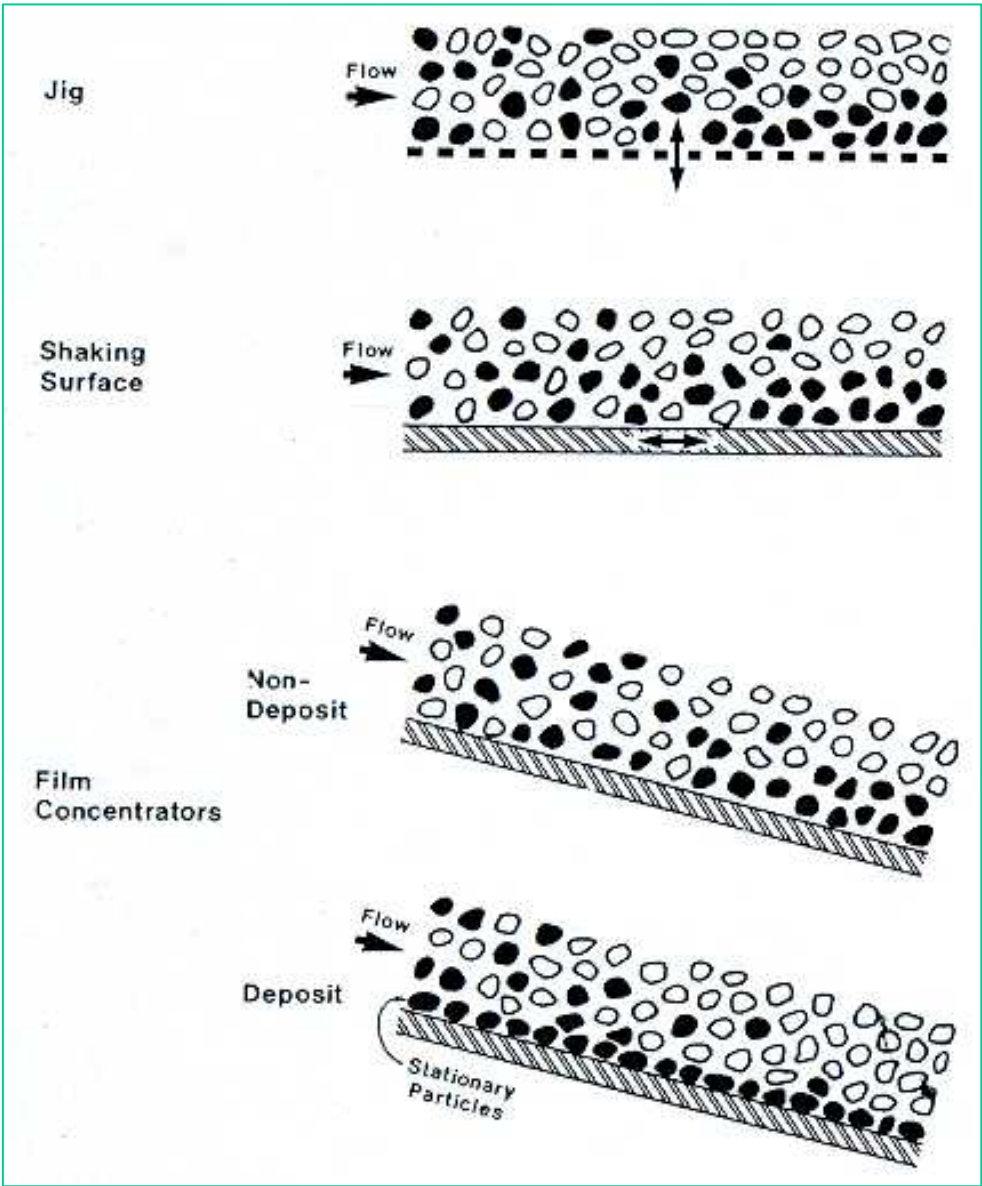 Jig
Flow
Shaking
Surface
Flow
Film
Concentrators
Non-
Deposit
Flow
Deposit
Flow
Stationary
Particles